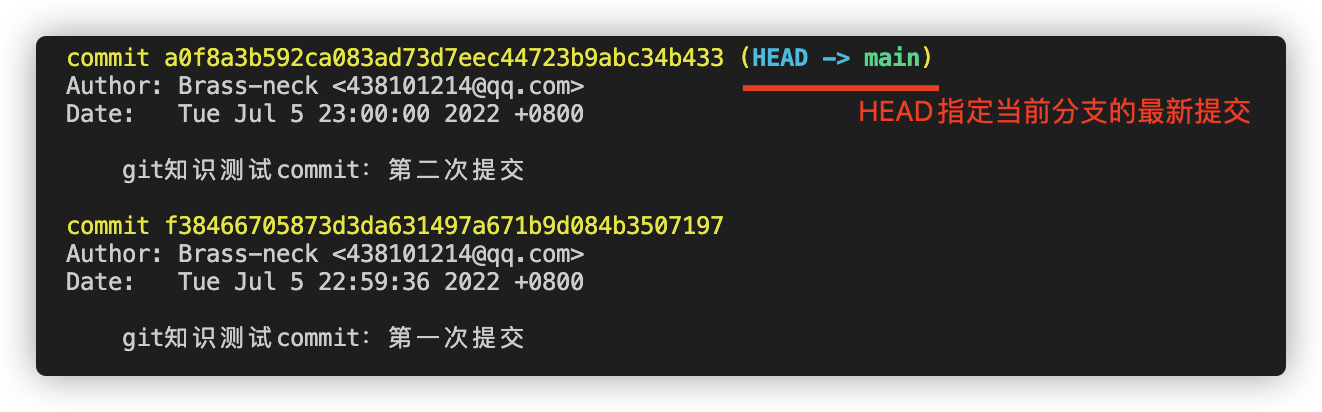 commit a0f8a3b592ca083ad73d7eec44723b9abc34b433 (HEAD -> main)
Author: Brass-neck <438101214@qq.com>
Date:   Tue Jul 5 23:00:00 2022 +0800
HEAD指定当前分支的最新提交
git知识测试commit: 第二次提交
commit f38466705873d3da631497a671b9d084b3507197
Author: Brass-neck <438101214@qq.com>
Date:   Tue Jul 5 22:59:36 2022 +0800
git知识测试commit: 第一次提交